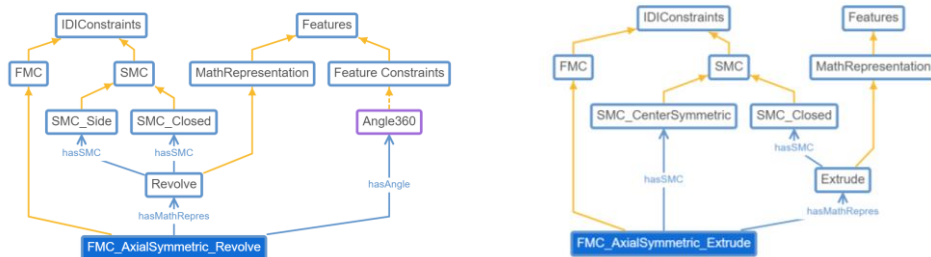 IDIConstraints
Features
FMC
SMC
MathRepresentation
Feature Constraints
SMC_Side
SMC_Closed
Angle360
hasSMC
hasSMC
Revolve
hasAngle
hasMathRepres
FMC_AxialSymmetric_Revolve
IDIConstraints
Features
FMC
SMC
MathRepresentation
SMC_CenterSymmetric
SMC_Closed
hasSMC
hasSMC
Extrude
hasMathRepres
FMC_AxialSymmetric_Extrude